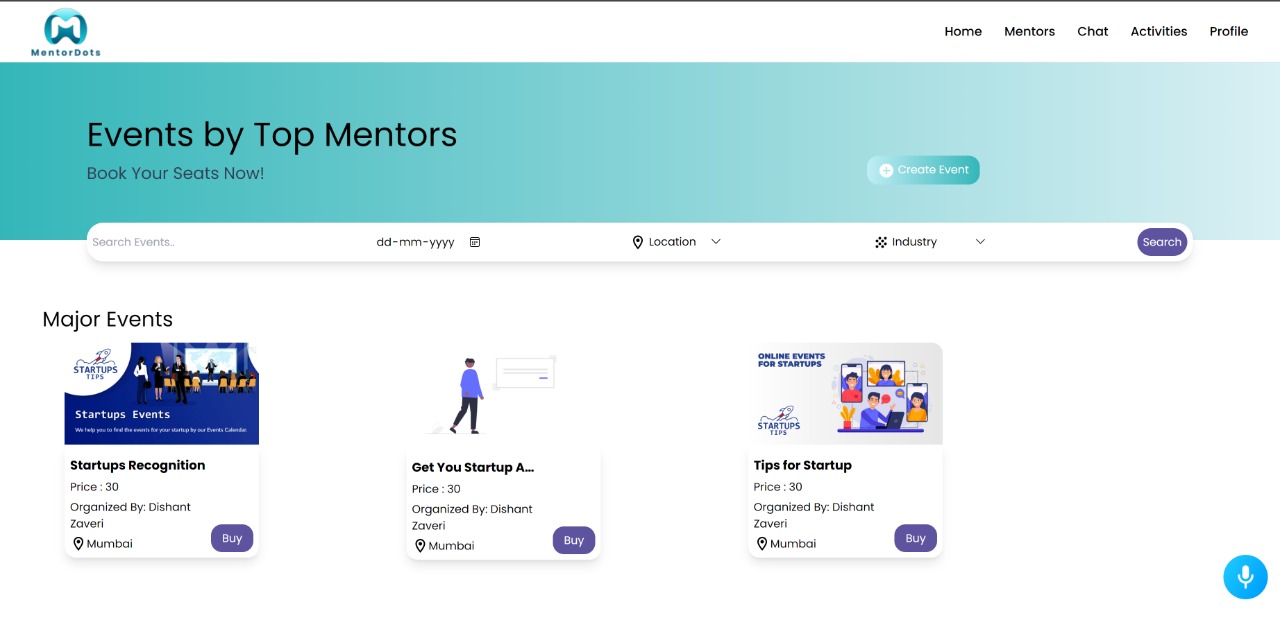 MentorDots
Home Mentors Chat Activities Profile
Events by Top Mentors
Book Your Seats Now!
Create Event
Search Events.. dd-mm-yyyy Location Industry Search
Major Events
STARTUPS
TIPS
Startups Events
We help you to find the events for your startup by our Events Calendar.
Startups Recognition
Price : 30
Organized By: Dishant
Zaveri
Mumbai
Buy
Get You Startup A...
Price : 30
Organized By: Dishant
Zaveri
Mumbai
Buy
ONLINE EVENTS
FOR STARTUPS
STARTUPS
TIPS
Tips for Startup
Price : 30
Organized By: Dishant
Zaveri
Mumbai
Buy